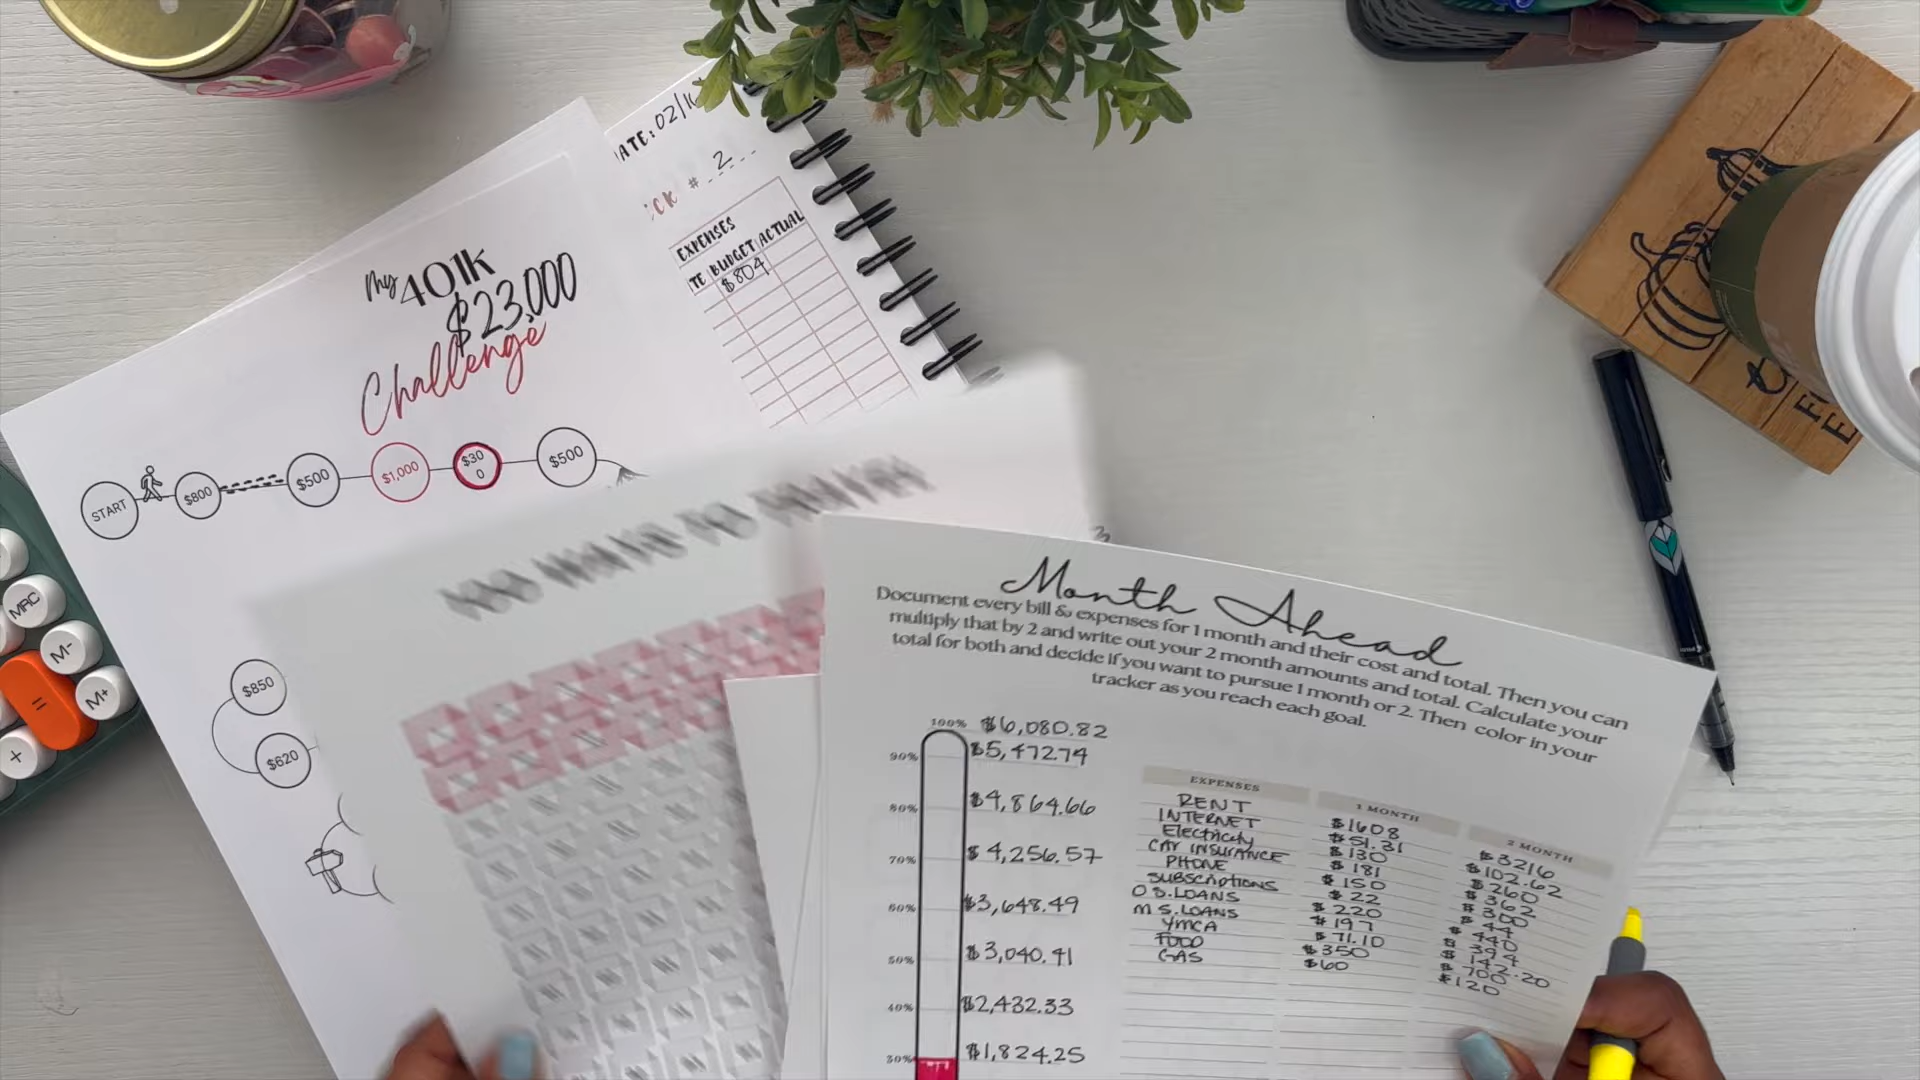 DATE: 02/1
CK # 2
EXPENSES
TE BUDGET ACTUAL
$804
My 401k
$23,000
Challenge
START
$800
$500
$1,000
$300
$500
$850
$620
MRC
M-
M+
=
+
Month Ahead
Document every bill & expenses for 1 month and their cost and total. Then you can
multiply that by 2 and write out your 2 month amounts and total. Calculate your
total for both and decide if you want to pursue 1 month or 2. Then color in your
tracker as you reach each goal.
100% $6,080.82
90% $5,472.74
80% $4,864.66
70% $4,256.57
60% $3,648.49
50% $3,040.41
40% $2,432.33
30% $1,824.25
EXPENSES 1 MONTH 2 MONTH
RENT $1608 $3216
INTERNET $51.31 $102.62
Electricity $130 $260
CAR INSURANCE $181 $362
PHONE $150 $300
SUBSCRIPTIONS $22 $44
O S.LOANS $220 $440
M S.LOANS $197 $394
YMCA $71.10 $142.20
FOOD $350 $700
GAS $60 $120